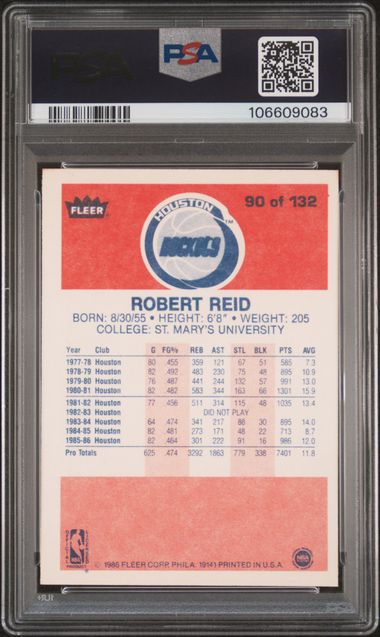 PSA
106609083
FLEER
HOUSTON
ROCKETS
TM
90 of 132
ROBERT REID
BORN: 8/30/55 • HEIGHT: 6'8" • WEIGHT: 205
COLLEGE: ST. MARY'S UNIVERSITY
Year Club G FG% REB AST STL BLK PTS AVG
1977-78 Houston 80 .455 359 121 67 51 585 7.3
1978-79 Houston 82 .492 483 230 75 48 895 10.9
1979-80 Houston 76 .487 441 244 132 57 991 13.0
1980-81 Houston 82 .482 583 344 163 66 1301 15.9
1981-82 Houston 77 .456 511 314 115 48 1035 13.4
1982-83 Houston DID NOT PLAY
1983-84 Houston 64 .474 341 217 88 30 895 14.0
1984-85 Houston 82 .481 273 171 48 22 713 8.7
1985-86 Houston 82 .464 301 222 91 16 986 12.0
Pro Totals 625 .474 3292 1863 779 338 7401 11.8
OFFICIAL
NBA
PRODUCT
© 1986 FLEER CORP. PHILA. 19141 PRINTED IN U.S.A.